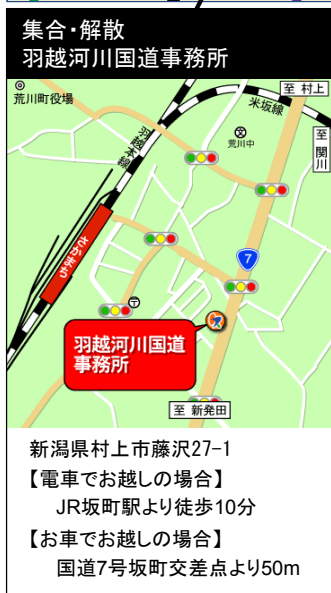 集合・解散
羽越河川国道事務所
荒川町役場
至 村上
米坂線
羽越本線
荒川中
至 関川
さかまち
7
羽越河川国道
事務所
至 新発田
新潟県村上市藤沢27-1
【電車でお越しの場合】
JR坂町駅より徒歩10分
【お車でお越しの場合】
国道7号坂町交差点より50m